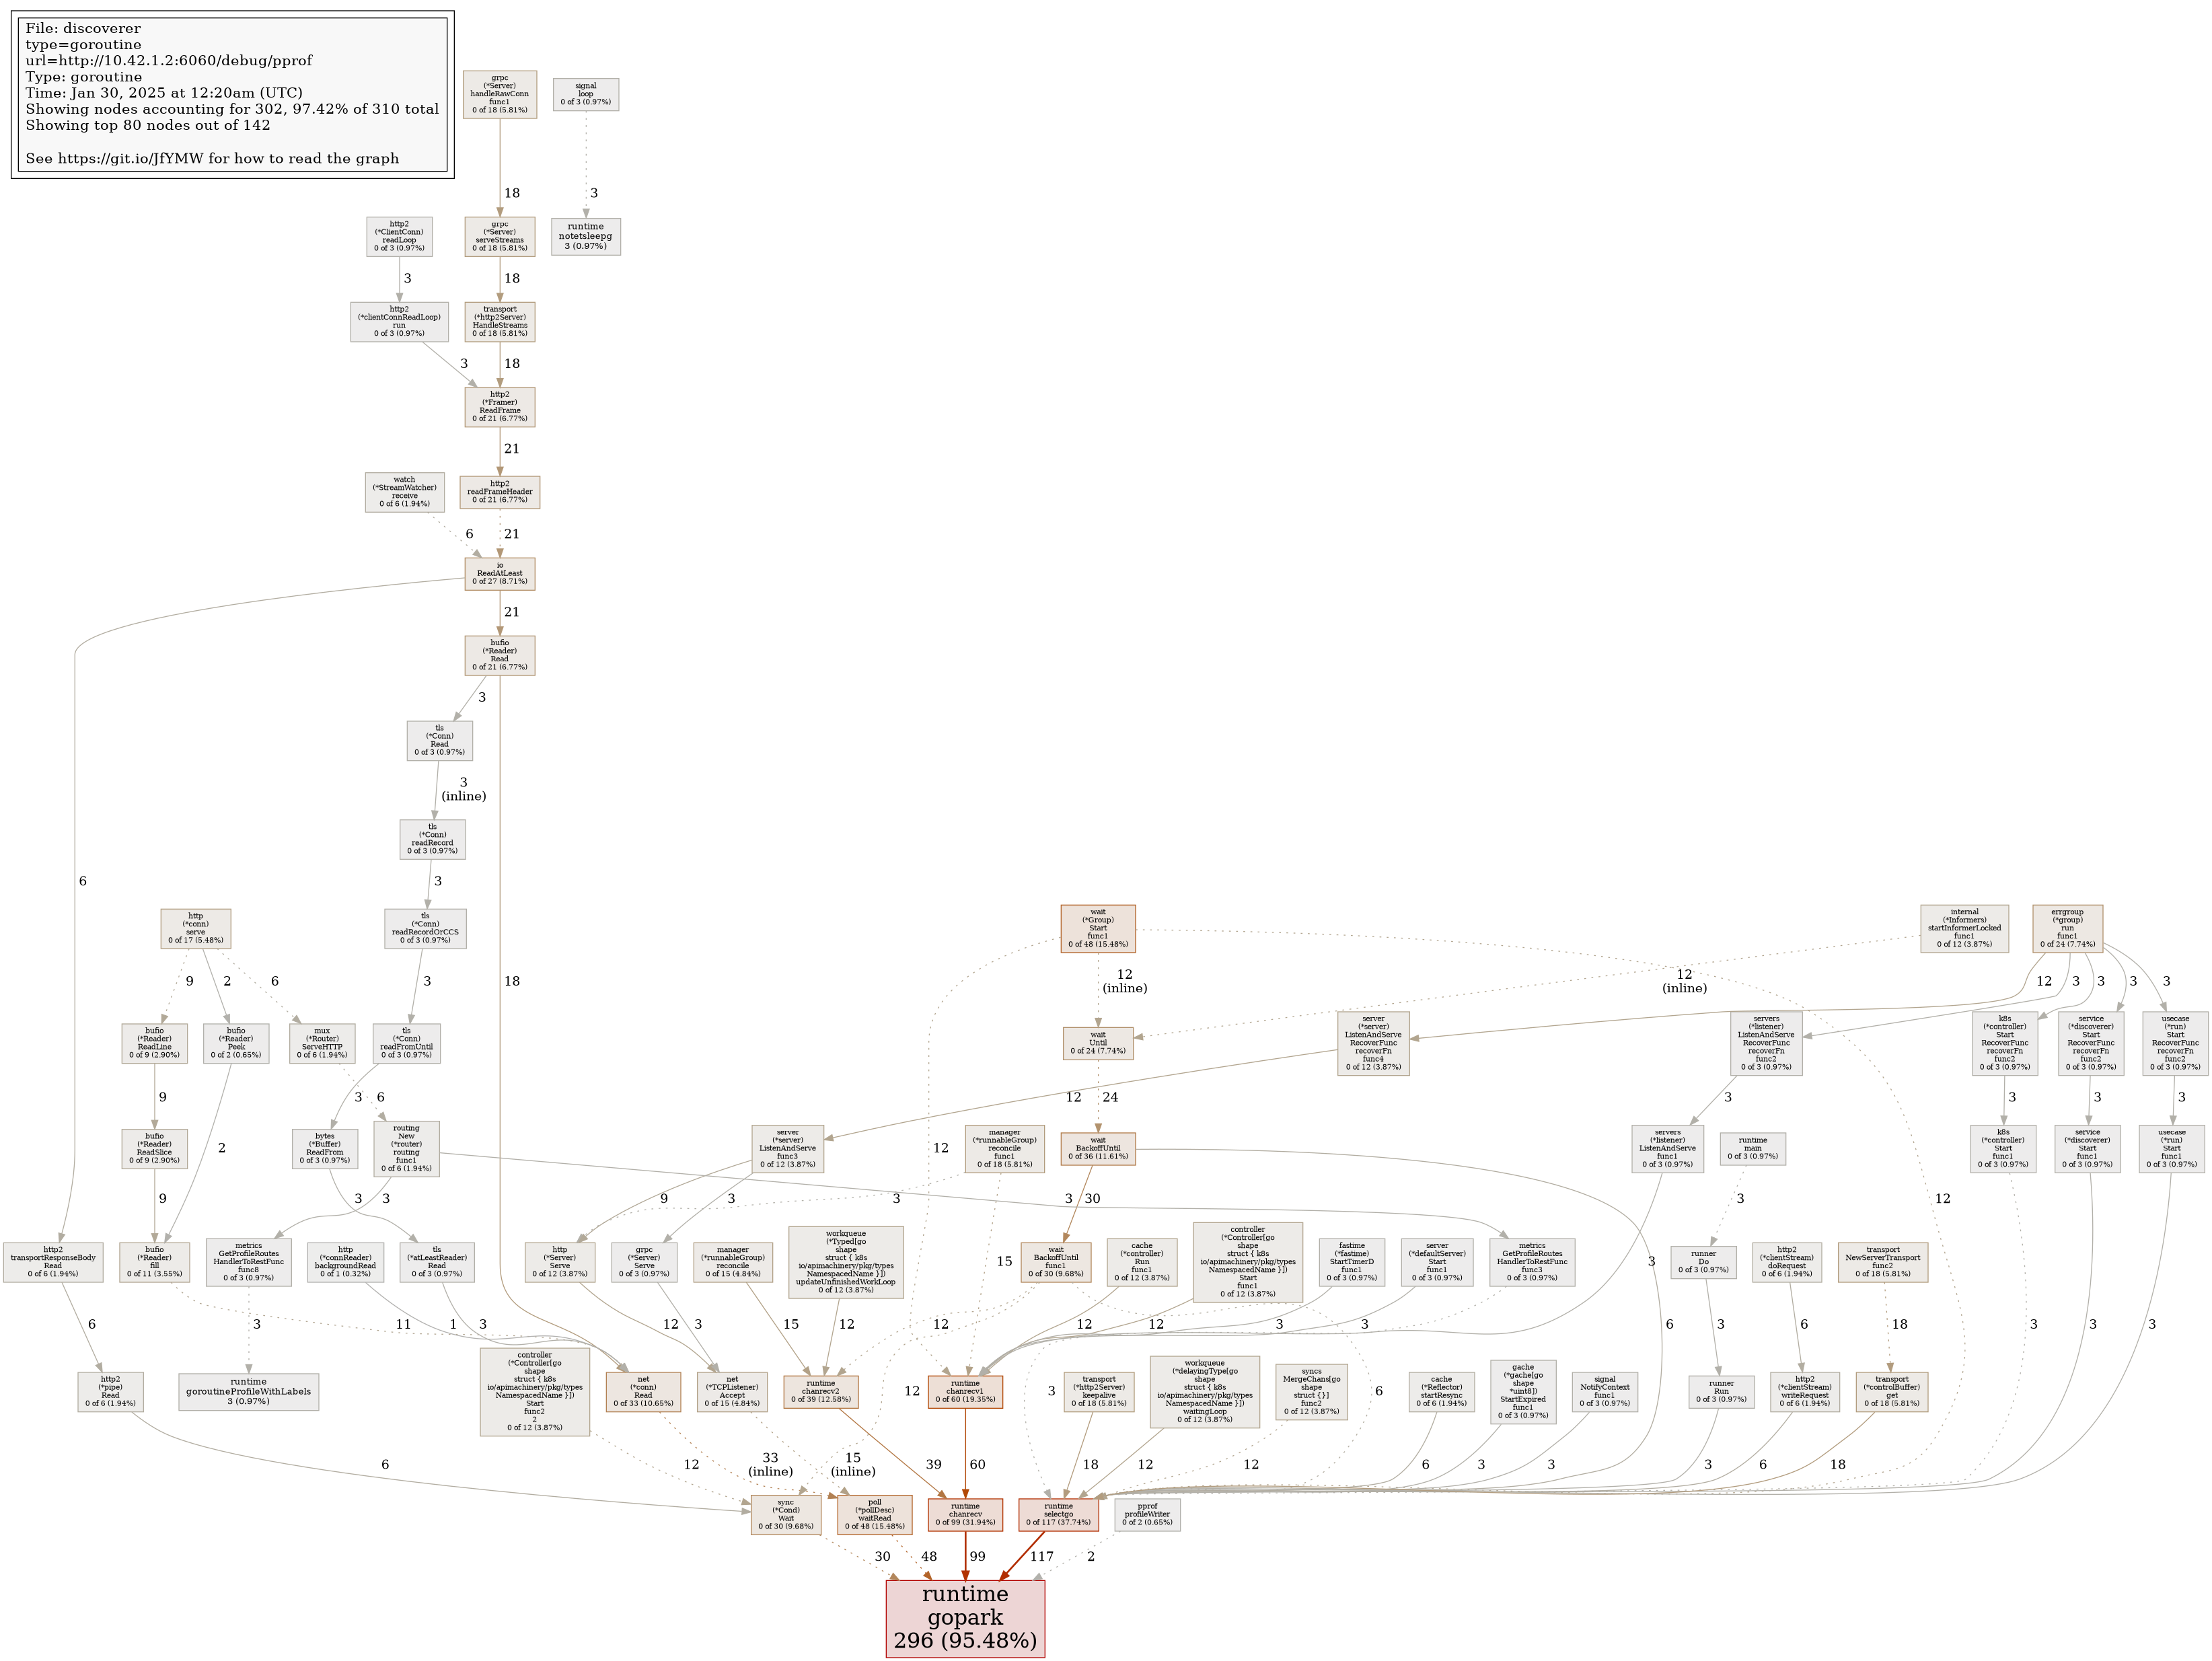 File: discoverer
type=goroutine
url=http://10.42.1.2:6060/debug/pprof
Type: goroutine
Time: Jan 30, 2025 at 12:20am (UTC)
Showing nodes accounting for 302, 97.42% of 310 total
Showing top 80 nodes out of 142
See https://git.io/JfYMW for how to read the graph
grpc
(*Server)
handleRawConn
func1
0 of 18 (5.81%)
signal
loop
0 of 3 (0.97%)
18
3
http2
(*ClientConn)
readLoop
0 of 3 (0.97%)
grpc
(*Server)
serveStreams
0 of 18 (5.81%)
runtime
notetsleepg
3 (0.97%)
3
18
http2
(*clientConnReadLoop)
run
0 of 3 (0.97%)
transport
(*http2Server)
HandleStreams
0 of 18 (5.81%)
3
18
http2
(*Framer)
ReadFrame
0 of 21 (6.77%)
21
watch
(*StreamWatcher)
receive
0 of 6 (1.94%)
http2
readFrameHeader
0 of 21 (6.77%)
6
21
io
ReadAtLeast
0 of 27 (8.71%)
21
bufio
(*Reader)
Read
0 of 21 (6.77%)
3
tls
(*Conn)
Read
0 of 3 (0.97%)
3
(inline)
tls
(*Conn)
readRecord
0 of 3 (0.97%)
6
3
http
(*conn)
serve
0 of 17 (5.48%)
tls
(*Conn)
readRecordOrCCS
0 of 3 (0.97%)
wait
(*Group)
Start
func1
0 of 48 (15.48%)
internal
(*Informers)
startInformerLocked
func1
0 of 12 (3.87%)
errgroup
(*group)
run
func1
0 of 24 (7.74%)
9
2
6
3
18
12
(inline)
12
(inline)
12
3
3
3
3
bufio
(*Reader)
ReadLine
0 of 9 (2.90%)
bufio
(*Reader)
Peek
0 of 2 (0.65%)
mux
(*Router)
ServeHTTP
0 of 6 (1.94%)
tls
(*Conn)
readFromUntil
0 of 3 (0.97%)
wait
Until
0 of 24 (7.74%)
server
(*server)
ListenAndServe
RecoverFunc
recoverFn
func4
0 of 12 (3.87%)
servers
(*listener)
ListenAndServe
RecoverFunc
recoverFn
func2
0 of 3 (0.97%)
k8s
(*controller)
Start
RecoverFunc
recoverFn
func2
0 of 3 (0.97%)
service
(*discoverer)
Start
RecoverFunc
recoverFn
func2
0 of 3 (0.97%)
usecase
(*run)
Start
RecoverFunc
recoverFn
func2
0 of 3 (0.97%)
9
6
3
12
24
3
3
3
3
bufio
(*Reader)
ReadSlice
0 of 9 (2.90%)
2
bytes
(*Buffer)
ReadFrom
0 of 3 (0.97%)
routing
New
(*router)
routing
func1
0 of 6 (1.94%)
server
(*server)
ListenAndServe
func3
0 of 12 (3.87%)
12
manager
(*runnableGroup)
reconcile
func1
0 of 18 (5.81%)
wait
BackoffUntil
0 of 36 (11.61%)
servers
(*listener)
ListenAndServe
func1
0 of 3 (0.97%)
runtime
main
0 of 3 (0.97%)
k8s
(*controller)
Start
func1
0 of 3 (0.97%)
service
(*discoverer)
Start
func1
0 of 3 (0.97%)
usecase
(*run)
Start
func1
0 of 3 (0.97%)
9
3
3
9
3
3
30
3
3
12
http2
transportResponseBody
Read
0 of 6 (1.94%)
bufio
(*Reader)
fill
0 of 11 (3.55%)
metrics
GetProfileRoutes
HandlerToRestFunc
func8
0 of 3 (0.97%)
http
(*connReader)
backgroundRead
0 of 1 (0.32%)
tls
(*atLeastReader)
Read
0 of 3 (0.97%)
http
(*Server)
Serve
0 of 12 (3.87%)
grpc
(*Server)
Serve
0 of 3 (0.97%)
manager
(*runnableGroup)
reconcile
0 of 15 (4.84%)
workqueue
(*Typed[go
shape
struct { k8s
io/apimachinery/pkg/types
NamespacedName }])
updateUnfinishedWorkLoop
0 of 12 (3.87%)
15
wait
BackoffUntil
func1
0 of 30 (9.68%)
cache
(*controller)
Run
func1
0 of 12 (3.87%)
controller
(*Controller[go
shape
struct { k8s
io/apimachinery/pkg/types
NamespacedName }])
Start
func1
0 of 12 (3.87%)
fastime
(*fastime)
StartTimerD
func1
0 of 3 (0.97%)
server
(*defaultServer)
Start
func1
0 of 3 (0.97%)
metrics
GetProfileRoutes
HandlerToRestFunc
func3
0 of 3 (0.97%)
3
runner
Do
0 of 3 (0.97%)
http2
(*clientStream)
doRequest
0 of 6 (1.94%)
transport
NewServerTransport
func2
0 of 18 (5.81%)
6
3
11
1
3
12
3
15
12
12
12
12
3
3
6
3
6
18
3
3
3
http2
(*pipe)
Read
0 of 6 (1.94%)
runtime
goroutineProfileWithLabels
3 (0.97%)
controller
(*Controller[go
shape
struct { k8s
io/apimachinery/pkg/types
NamespacedName }])
Start
func2
2
0 of 12 (3.87%)
net
(*conn)
Read
0 of 33 (10.65%)
net
(*TCPListener)
Accept
0 of 15 (4.84%)
runtime
chanrecv2
0 of 39 (12.58%)
12
runtime
chanrecv1
0 of 60 (19.35%)
3
transport
(*http2Server)
keepalive
0 of 18 (5.81%)
workqueue
(*delayingType[go
shape
struct { k8s
io/apimachinery/pkg/types
NamespacedName }])
waitingLoop
0 of 12 (3.87%)
syncs
MergeChans[go
shape
struct {}]
func2
0 of 12 (3.87%)
6
cache
(*Reflector)
startResync
0 of 6 (1.94%)
gache
(*gache[go
shape
*uint8])
StartExpired
func1
0 of 3 (0.97%)
signal
NotifyContext
func1
0 of 3 (0.97%)
runner
Run
0 of 3 (0.97%)
http2
(*clientStream)
writeRequest
0 of 6 (1.94%)
transport
(*controlBuffer)
get
0 of 18 (5.81%)
6
12
33
(inline)
15
(inline)
39
60
18
12
12
6
3
3
3
6
18
sync
(*Cond)
Wait
0 of 30 (9.68%)
poll
(*pollDesc)
waitRead
0 of 48 (15.48%)
runtime
chanrecv
0 of 99 (31.94%)
runtime
selectgo
0 of 117 (37.74%)
pprof
profileWriter
0 of 2 (0.65%)
30
48
99
117
2
runtime
gopark
296 (95.48%)